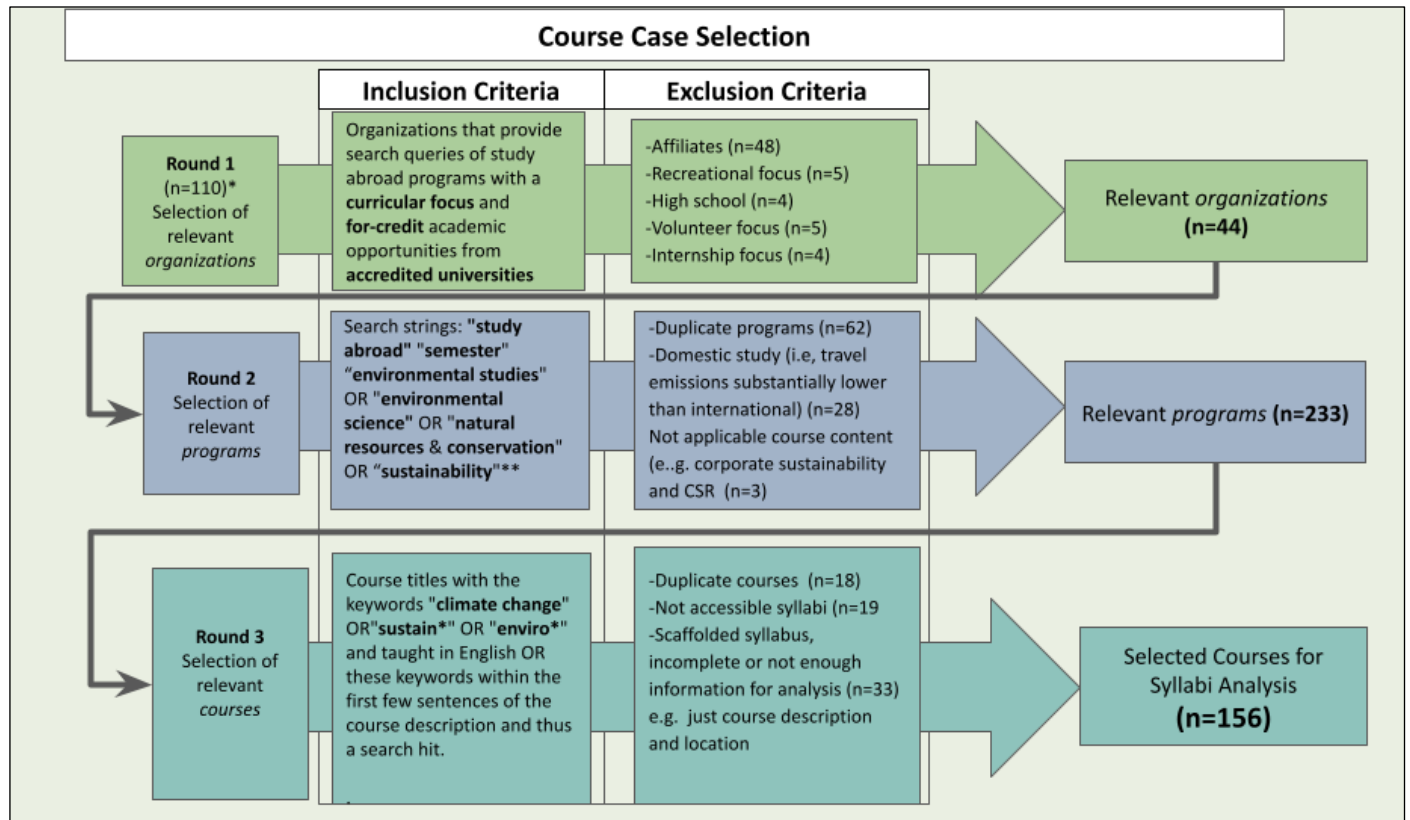 Course Case Selection
Inclusion Criteria
Exclusion Criteria
Round 1
(n=110)*
Selection of
relevant
organizations
Organizations that provide
search queries of study
abroad programs with a
curricular focus and
for-credit academic
opportunities from
accredited universities
-Affiliates (n=48)
-Recreational focus (n=5)
-High school (n=4)
-Volunteer focus (n=5)
-Internship focus (n=4)
Relevant organizations
(n=44)
Round 2
Selection of
relevant
programs
Search strings: "study
abroad" "semester"
“environmental studies"
OR "environmental
science" OR "natural
resources & conservation"
OR “sustainability"**
-Duplicate programs (n=62)
-Domestic study (i.e, travel
emissions substantially lower
than international) (n=28)
Not applicable course content
(e..g. corporate sustainability
and CSR  (n=3)
Relevant programs (n=233)
Round 3
Selection of
relevant
courses
Course titles with the
keywords "climate change"
OR"sustain*" OR "enviro*"
and taught in English OR
these keywords within the
first few sentences of the
course description and thus
a search hit.
.
-Duplicate courses  (n=18)
-Not accessible syllabi (n=19
-Scaffolded syllabus,
incomplete or not enough
information for analysis (n=33)
e.g.  just course description
and location
Selected Courses for
Syllabi Analysis
(n=156)